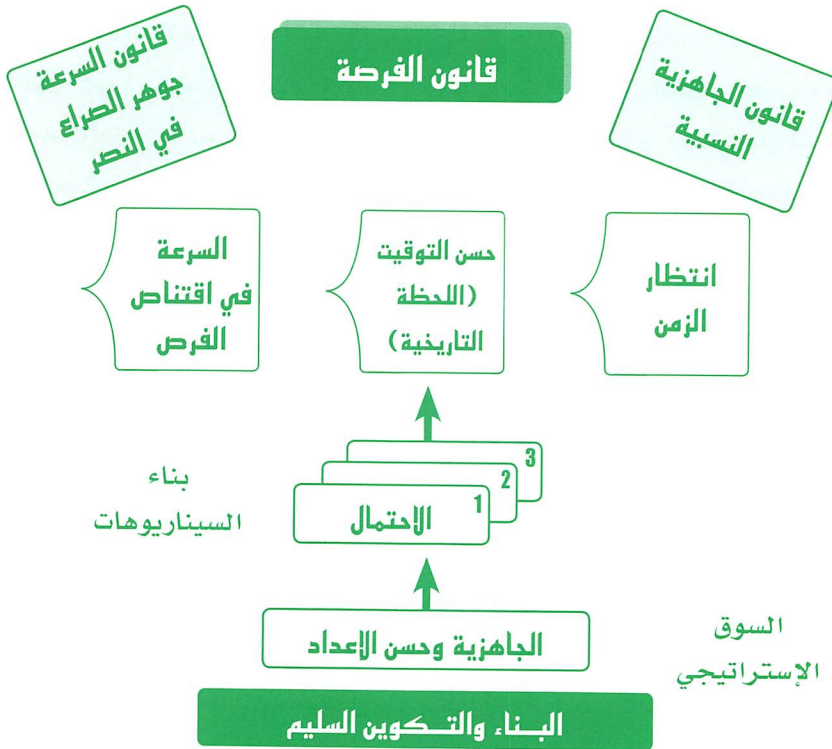 قانون الفرصة
قانون الجاهزية
النسبية
قانون السرعة
جوهر الصراع
في النصر
انتظار
الزمن
حسن التوقيت
(اللحظة
التاريخية)
السرعة
في اقتناص
الفرص
3
2
1
الاحتمال
بناء
السيناريوهات
الجاهزية وحسن الإعداد
السوق
الإستراتيجي
البناء والتكوين السليم